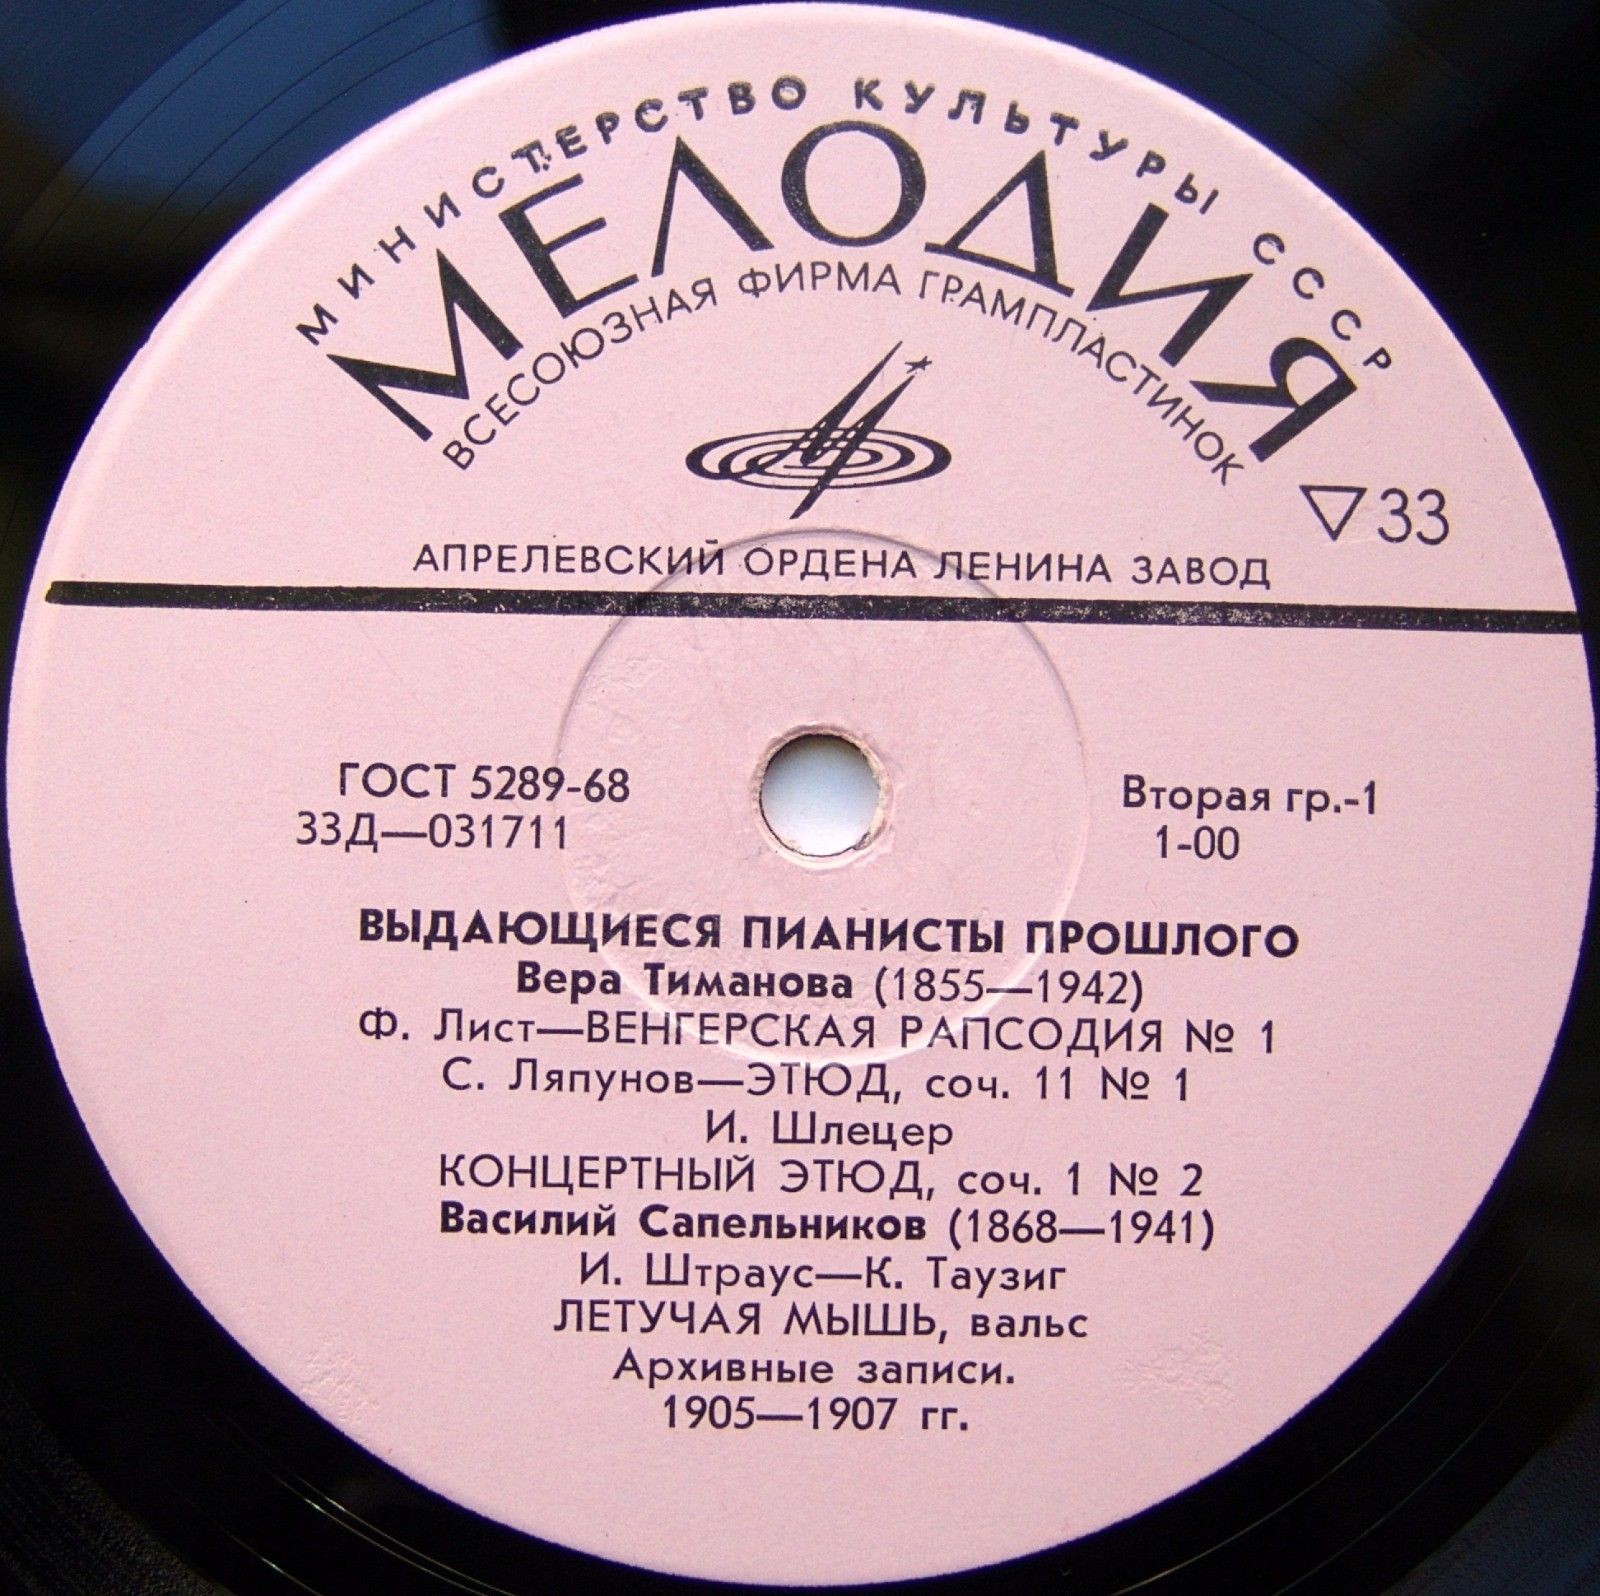 МИНИСТЕРСТВО КУЛЬТУРЫ СССР
МЕЛОДИЯ
ВСЕСОЮЗНАЯ ФИРМА ГРАМПЛАСТИНОК
▽33
АПРЕЛЕВСКИЙ ОРДЕНА ЛЕНИНА ЗАВОД
ГОСТ 5289-68
33Д—031711
Вторая гр.-1
1-00
ВЫДАЮЩИЕСЯ ПИАНИСТЫ ПРОШЛОГО
Вера Тиманова (1855—1942)
Ф. Лист—ВЕНГЕРСКАЯ РАПСОДИЯ № 1
С. Ляпунов—ЭТЮД, соч. 11 № 1
И. Шлецер
КОНЦЕРТНЫЙ ЭТЮД, соч. 1 № 2
Василий Сапельников (1868—1941)
И. Штраус—К. Таузиг
ЛЕТУЧАЯ МЫШЬ, вальс
Архивные записи.
1905—1907 гг.